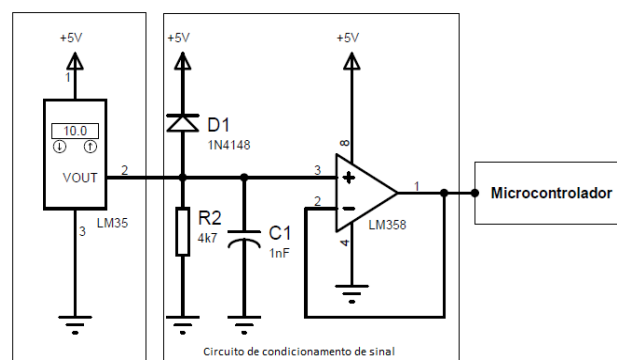 +5V
1
10.0
VOUT
2
3
LM35
+5V
D1
1N4148
R2
4k7
C1
1nF
+5V
8
3
+
2
−
1
4
LM358
Microcontrolador
Circuito de condicionamento de sinal